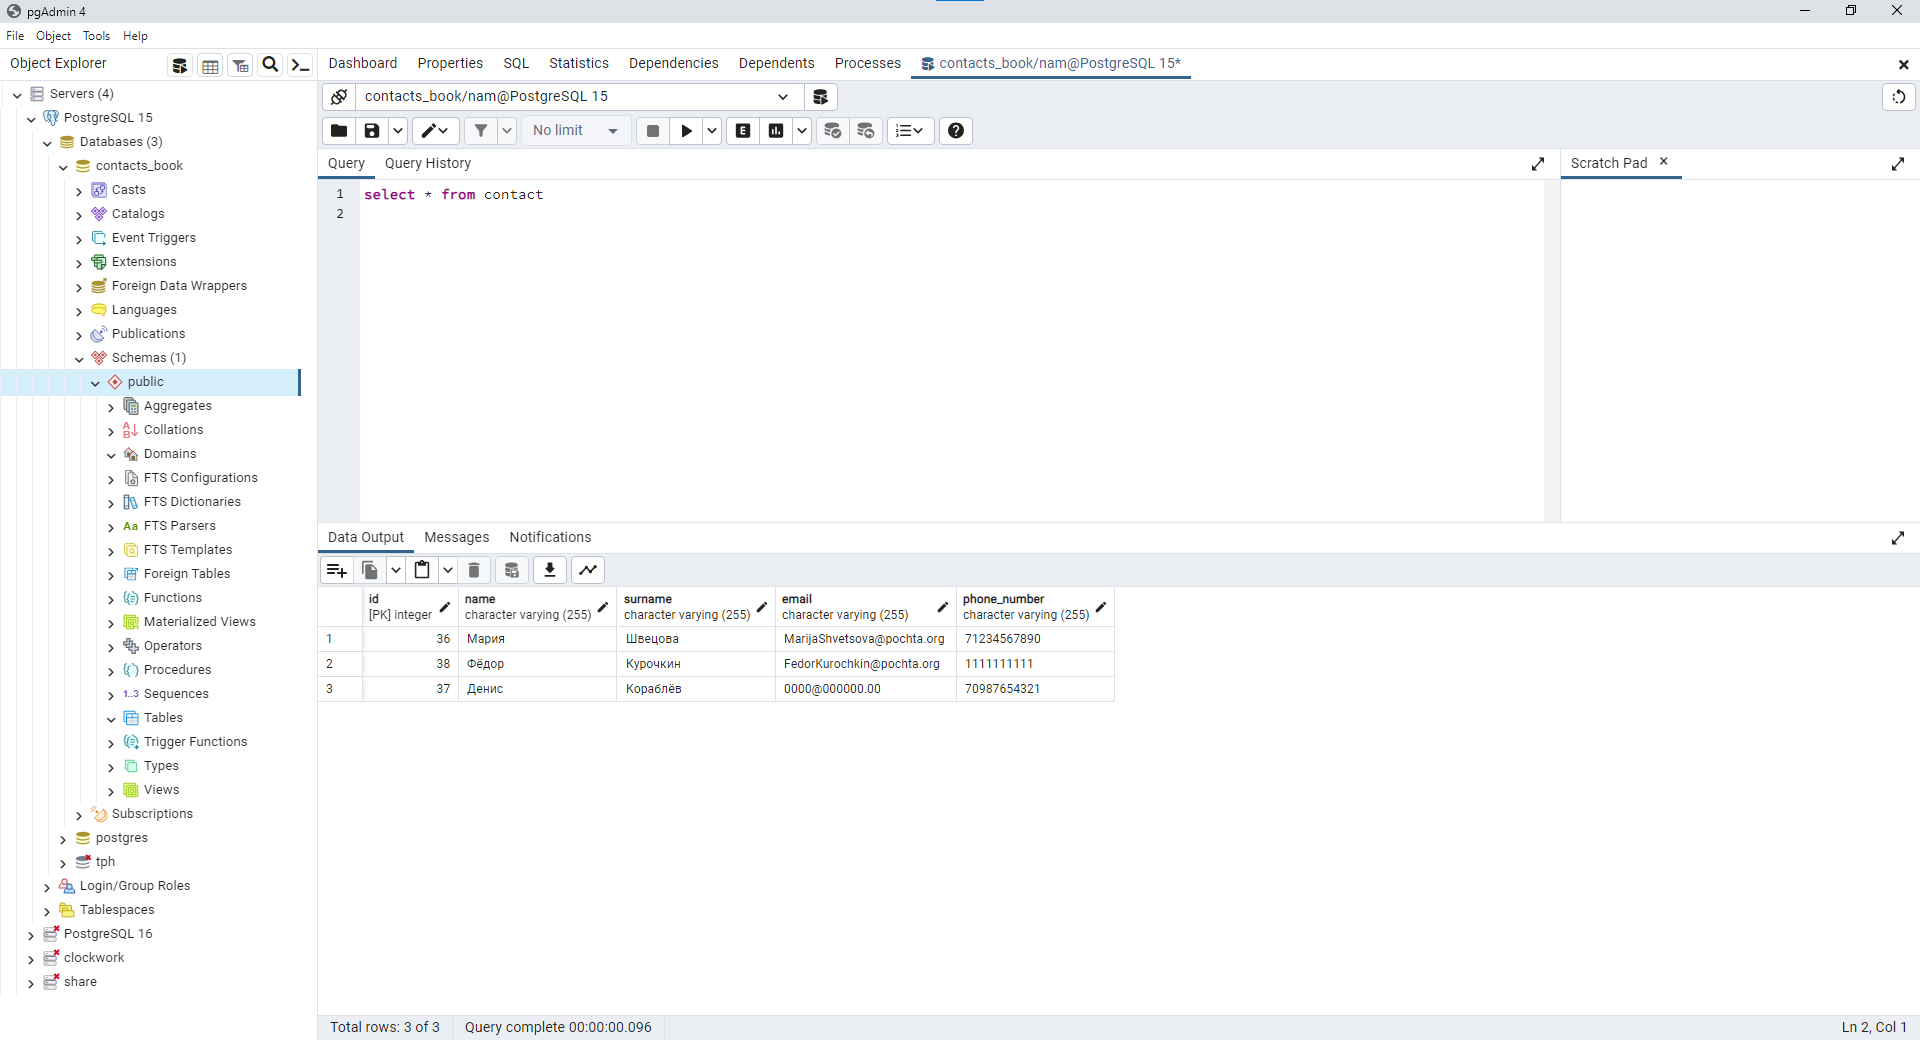 pgAdmin 4
File Object Tools Help
Object Explorer
Servers (4)
PostgreSQL 15
Databases (3)
contacts_book
Casts
Catalogs
Event Triggers
Extensions
Foreign Data Wrappers
Languages
Publications
Schemas (1)
public
Aggregates
Collations
Domains
FTS Configurations
FTS Dictionaries
Aa FTS Parsers
FTS Templates
Foreign Tables
Functions
Materialized Views
Operators
Procedures
1..3 Sequences
Tables
Trigger Functions
Types
Views
Subscriptions
postgres
tph
Login/Group Roles
Tablespaces
PostgreSQL 16
clockwork
share
Dashboard Properties SQL Statistics Dependencies Dependents Processes contacts_book/nam@PostgreSQL 15*
contacts_book/nam@PostgreSQL 15
No limit E
Query Query History
Scratch Pad
1 select * from contact
2
Data Output Messages Notifications
id name surname email phone_number
[PK] integer character varying (255) character varying (255) character varying (255) character varying (255)
1 36 Мария Швецова MarijaShvetsova@pochta.org 71234567890
2 38 Фёдор Курочкин FedorKurochkin@pochta.org 1111111111
3 37 Денис Кораблёв 0000@000000.00 70987654321
Total rows: 3 of 3 Query complete 00:00:00.096 Ln 2, Col 1